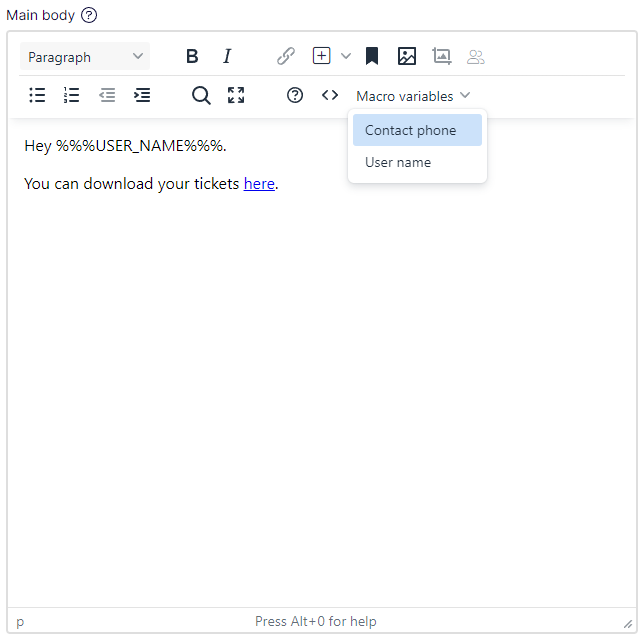 Main body
Paragraph
B I
Macro variables
Contact phone
User name
Hey %%%USER_NAME%%%.
You can download your tickets here.
p
Press Alt+0 for help